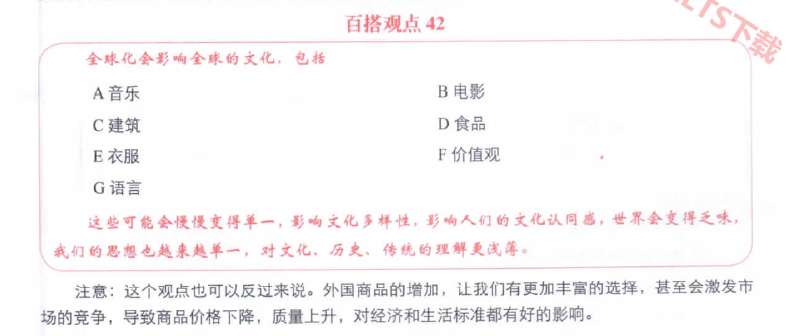 百搭观点 42
全球化会影响全球的文化，包括
A 音乐
B 电影
C 建筑
D 食品
E 衣服
F 价值观
G 语言
这些可能会慢慢变得单一，影响文化多样性，影响人们的文化认同感，世界会变得乏味，
我们的思想也越来越单一，对文化、历史、传统的理解更浅薄。
注意：这个观点也可以反过来说。外国商品的增加，让我们有更加丰富的选择，甚至会激发市
场的竞争，导致商品价格下降，质量上升，对经济和生活标准都有好的影响。
LTS下载